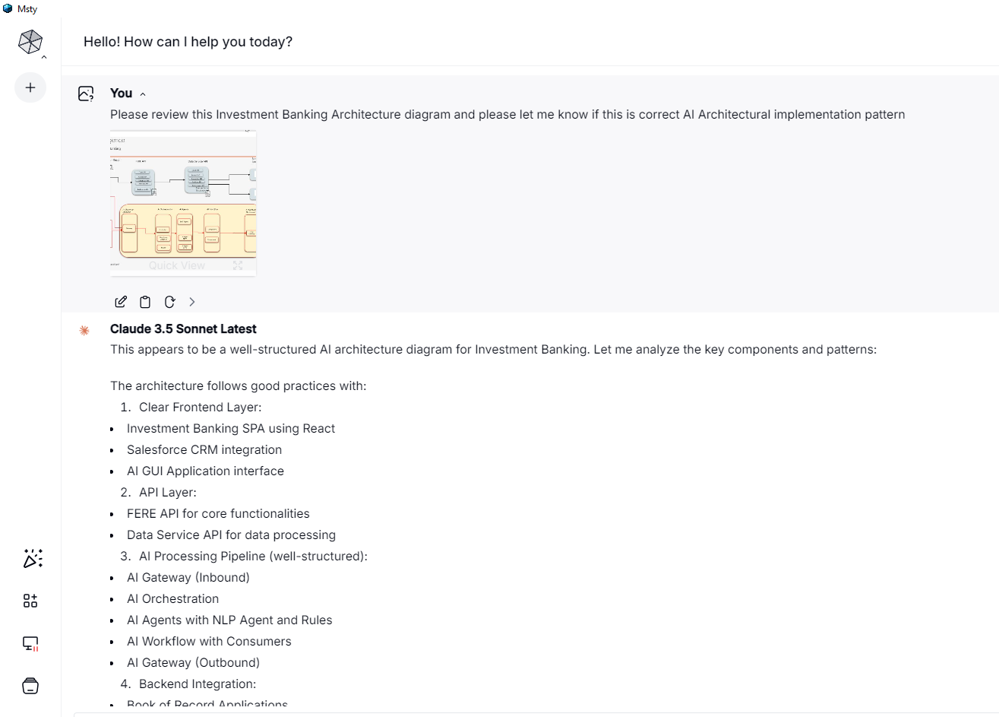 Msty
Hello! How can I help you today?
You
Please review this Investment Banking Architecture diagram and please let me know if this is correct AI Architectural implementation pattern
Quick View
Claude 3.5 Sonnet Latest
This appears to be a well-structured AI architecture diagram for Investment Banking. Let me analyze the key components and patterns:
The architecture follows good practices with:
1. Clear Frontend Layer:
• Investment Banking SPA using React
• Salesforce CRM integration
• AI GUI Application interface
2. API Layer:
• FERE API for core functionalities
• Data Service API for data processing
3. AI Processing Pipeline (well-structured):
• AI Gateway (Inbound)
• AI Orchestration
• AI Agents with NLP Agent and Rules
• AI Workflow with Consumers
• AI Gateway (Outbound)
4. Backend Integration:
• Book of Record Applications